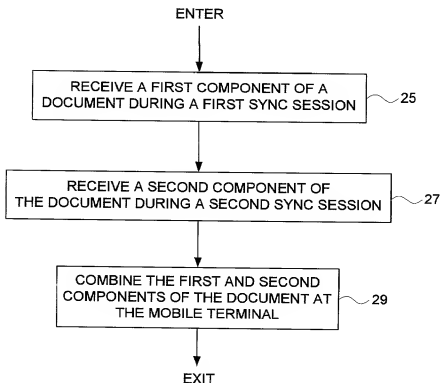 ENTER
RECEIVE A FIRST COMPONENT OF A
DOCUMENT DURING A FIRST SYNC SESSION
25
RECEIVE A SECOND COMPONENT OF
THE DOCUMENT DURING A SECOND SYNC SESSION
27
COMBINE THE FIRST AND SECOND
COMPONENTS OF THE DOCUMENT AT
THE MOBILE TERMINAL
29
EXIT